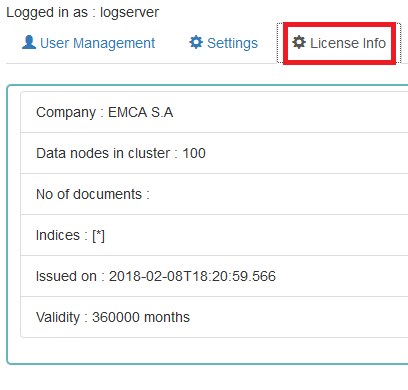 Logged in as : logserver
User Management Settings License Info
Company : EMCA S.A
Data nodes in cluster : 100
No of documents :
Indices : [*]
Issued on : 2018-02-08T18:20:59.566
Validity : 360000 months